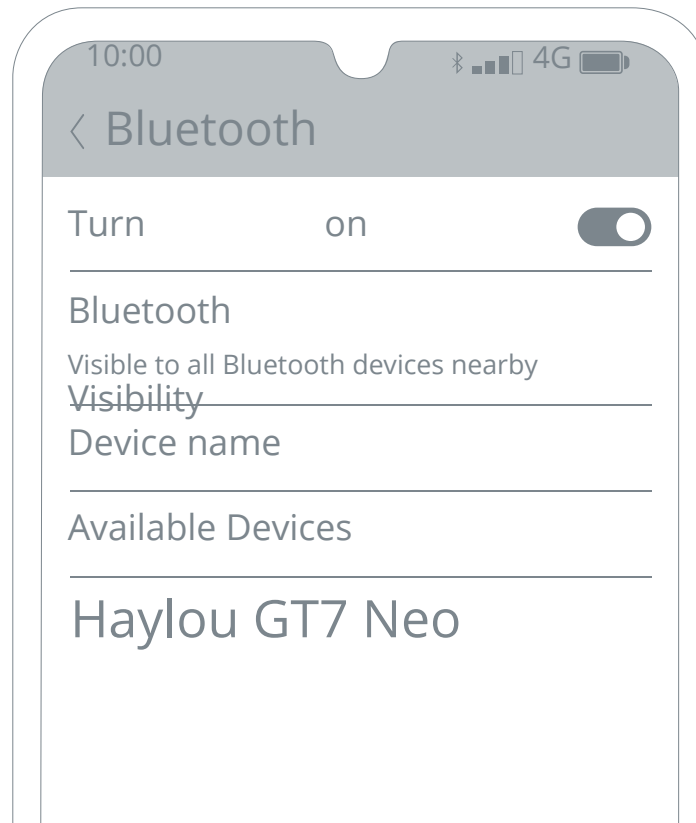 10:00 4G
Bluetooth
Turn on
Bluetooth
Visible to all Bluetooth devices nearby
Visibility
Device name
Available Devices
Haylou GT7 Neo